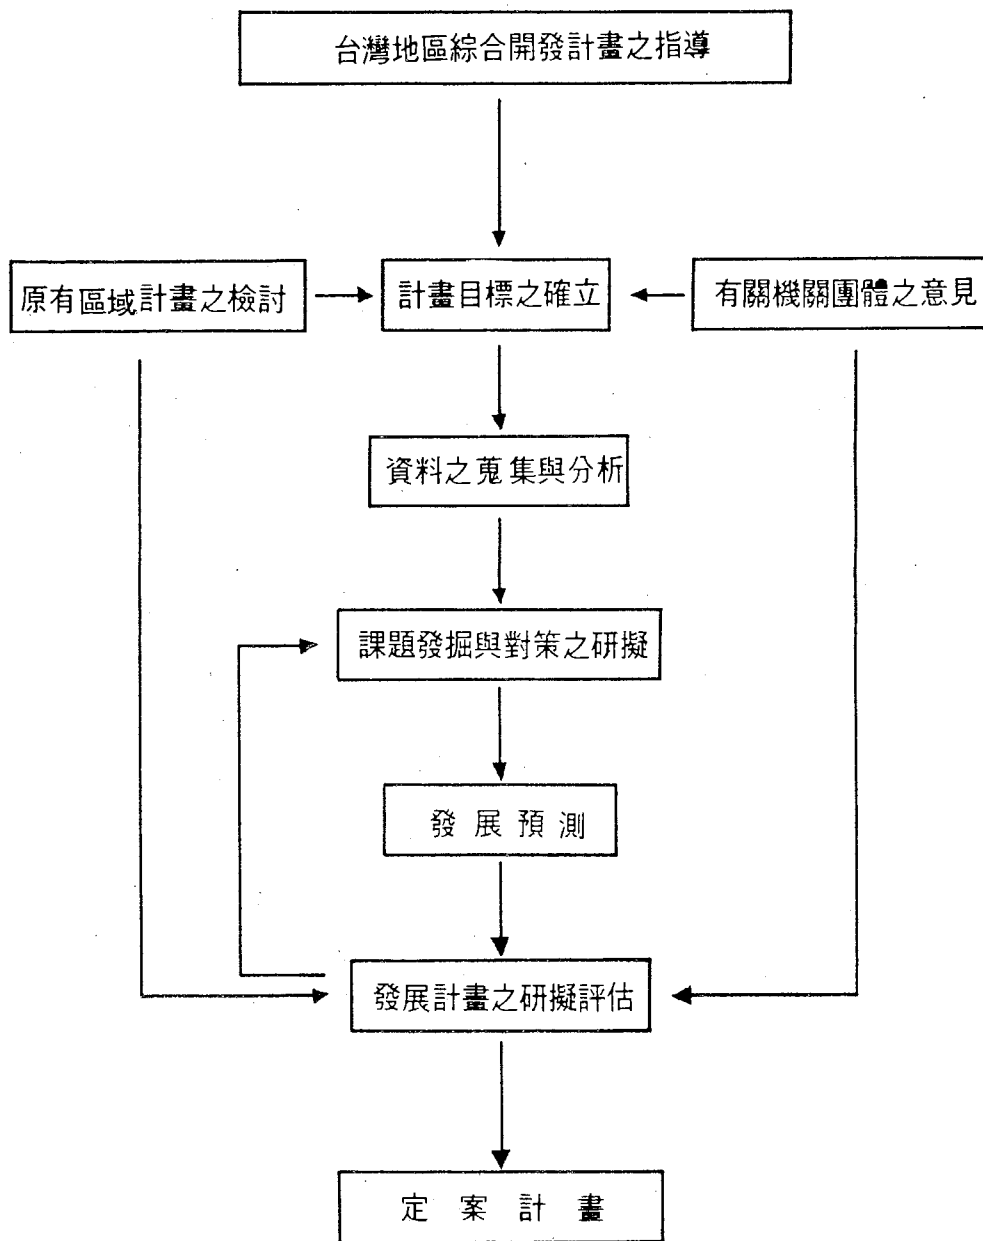 台灣地區綜合開發計畫之指導
原有區域計畫之檢討
計畫目標之確立
有關機關團體之意見
資料之蒐集與分析
課題發掘與對策之研擬
發展預測
發展計畫之研擬評估
定案計畫